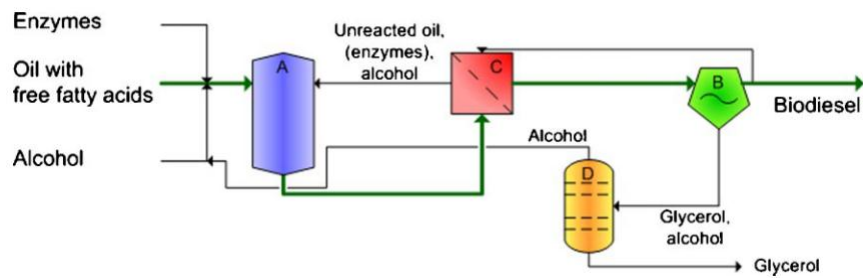 Enzymes
Oil with
free fatty acids
Alcohol
A
Unreacted oil,
(enzymes),
alcohol
C
B
Biodiesel
Alcohol
D
Glycerol,
alcohol
Glycerol